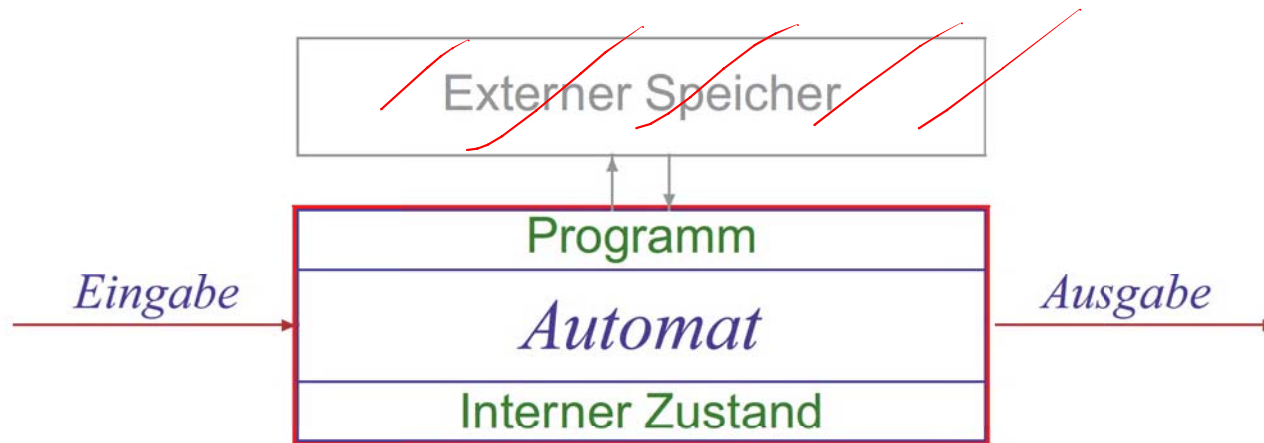 Externer Speicher
Programm
Eingabe
Automat
Ausgabe
Interner Zustand